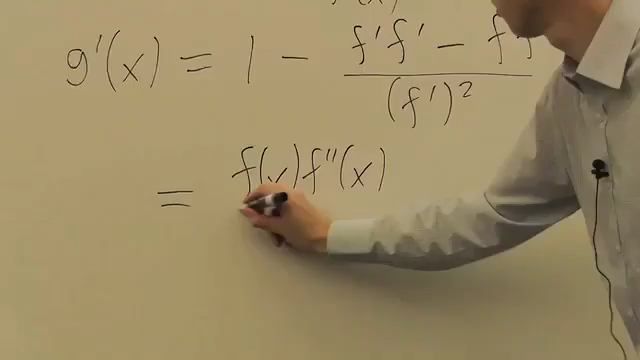 g'(x) = 1 - f'f' - f
(f')²
= f(x)f''(x)